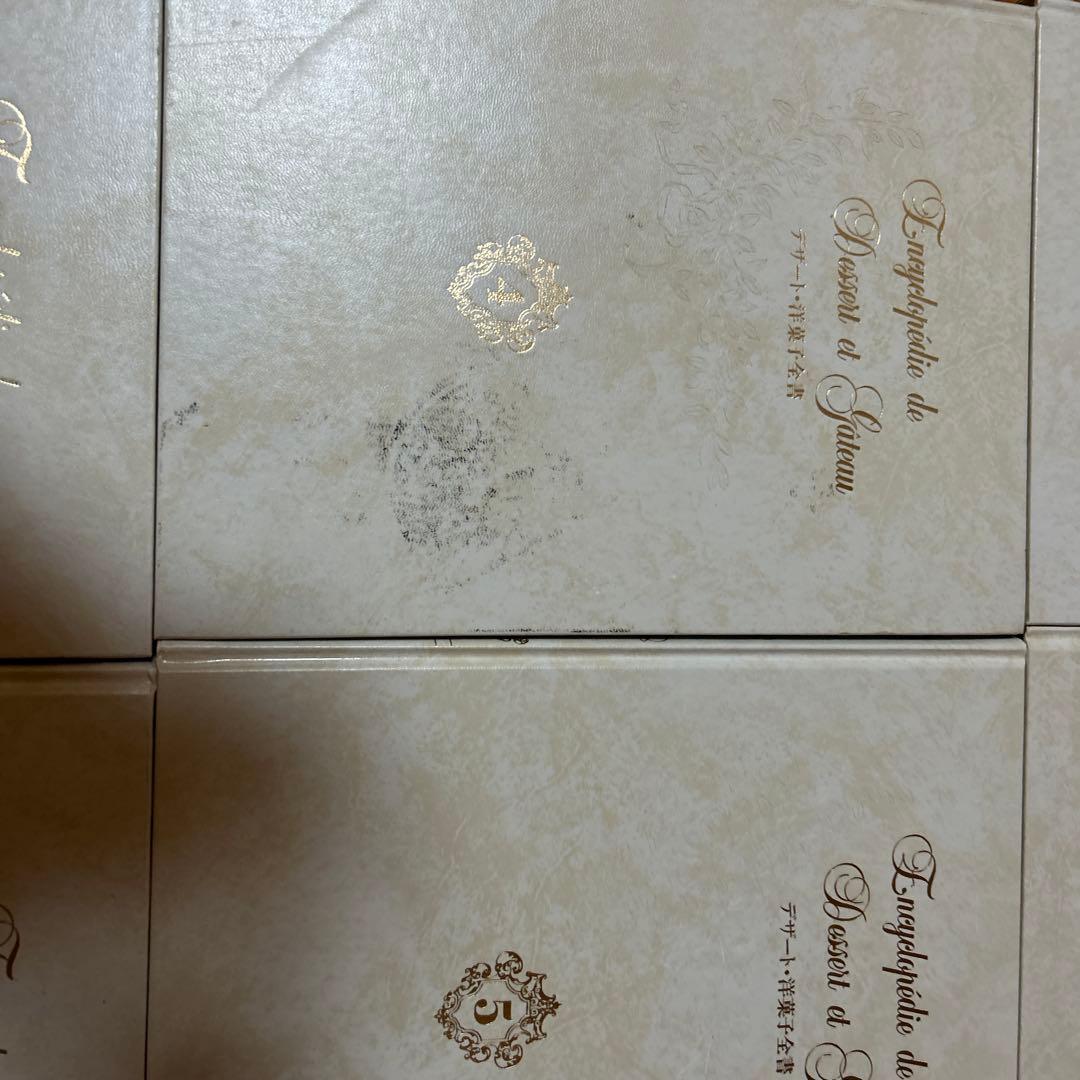 Encyclopédie de
Dessert et Gâteau
デザート・洋菓子全書
4
Encyclopédie de
Dessert et
デザート・洋菓子全書
5